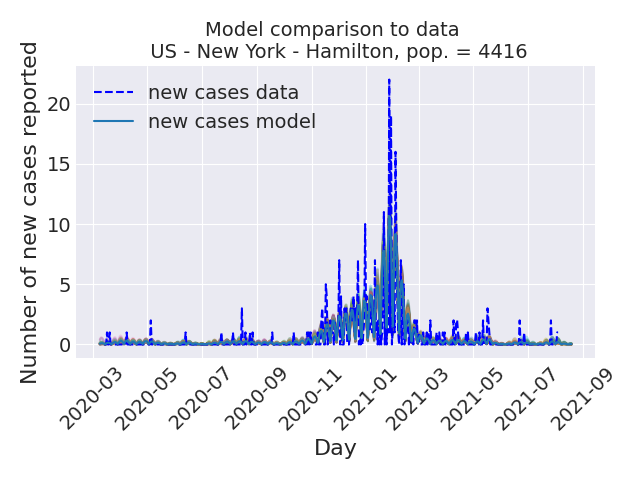 Model comparison to data
US - New York - Hamilton, pop. = 4416
Number of new cases reported
20
15
10
5
0
new cases data
new cases model
2020-03
2020-05
2020-07
2020-09
2020-11
2021-01
2021-03
2021-05
2021-07
2021-09
Day